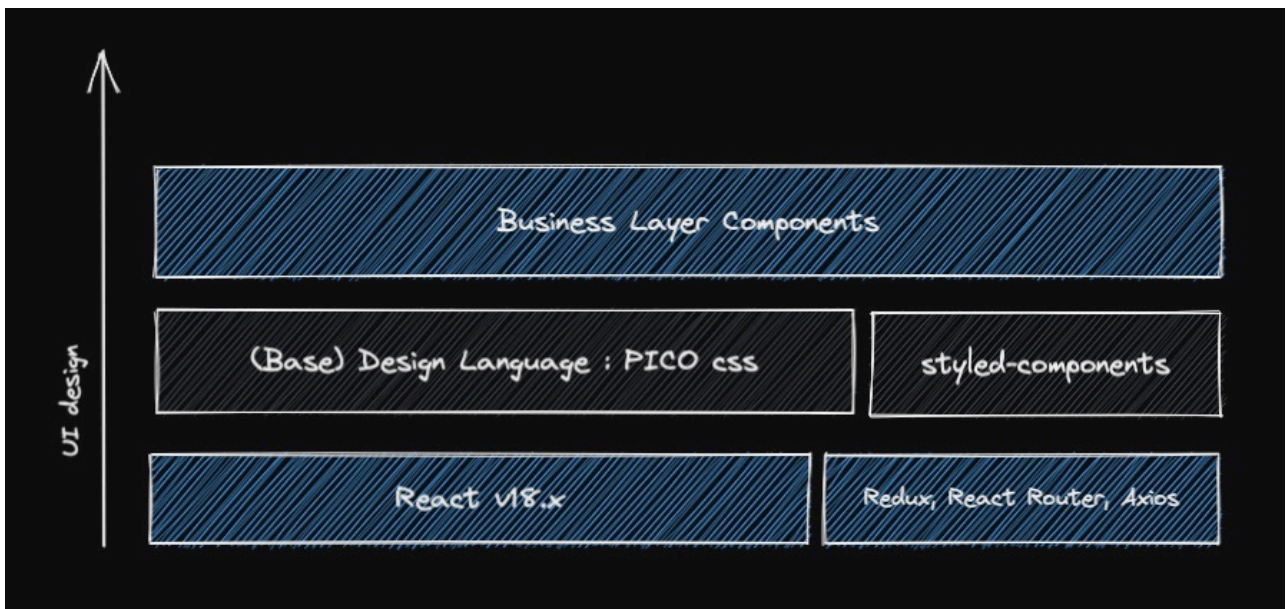 Business Layer Components
(Base) Design Language : PICO css
styled-components
UI design
React v18.x
Redux, React Router, Axios